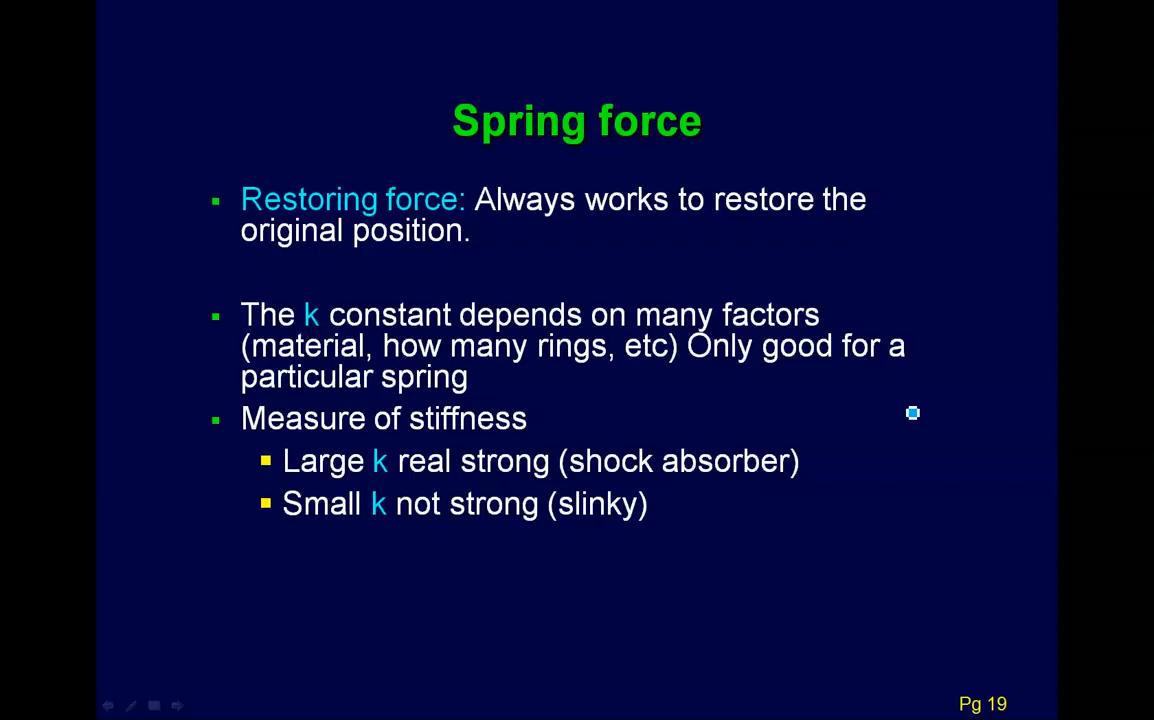 Spring force
Restoring force: Always works to restore the
original position.
The k constant depends on many factors
(material, how many rings, etc) Only good for a
particular spring
Measure of stiffness
Large k real strong (shock absorber)
Small k not strong (slinky)
Pg 19